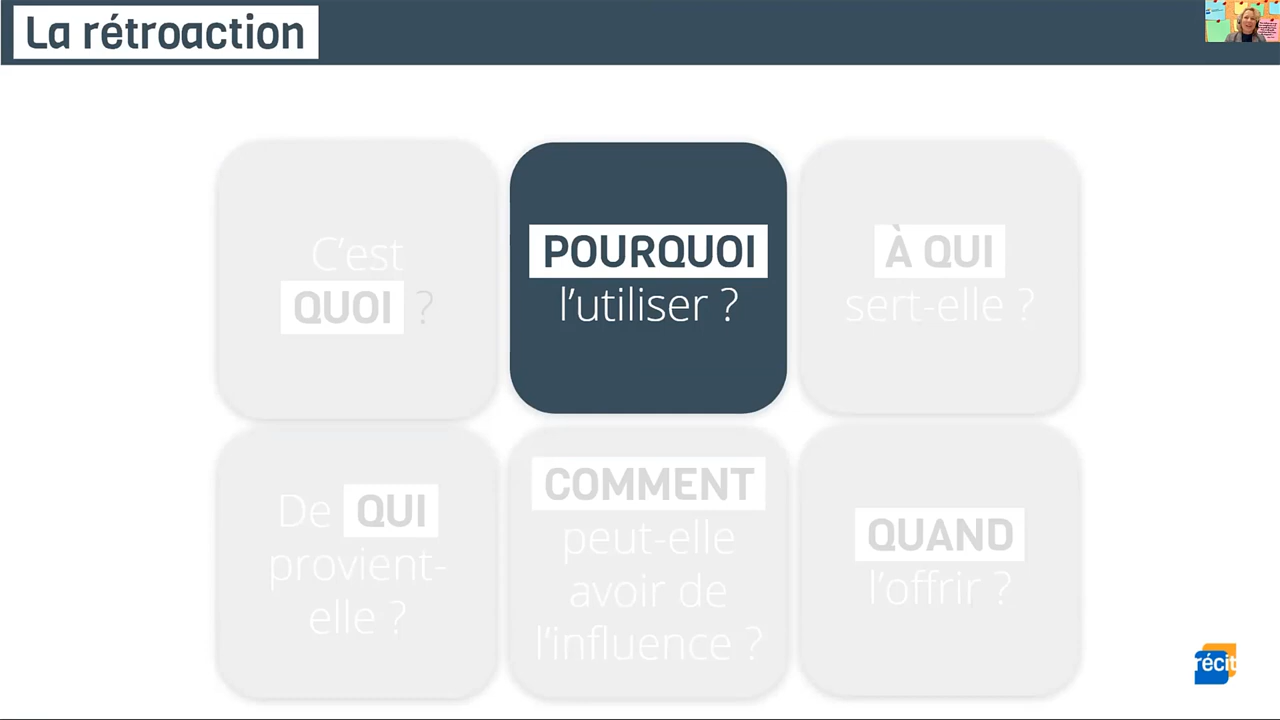 La rétroaction
C'est
QUOI ?
POURQUOI
l'utiliser ?
À QUI
sert-elle ?
De QUI
provient-
elle ?
COMMENT
peut-elle
avoir de
l'influence ?
QUAND
l'offrir ?
récit